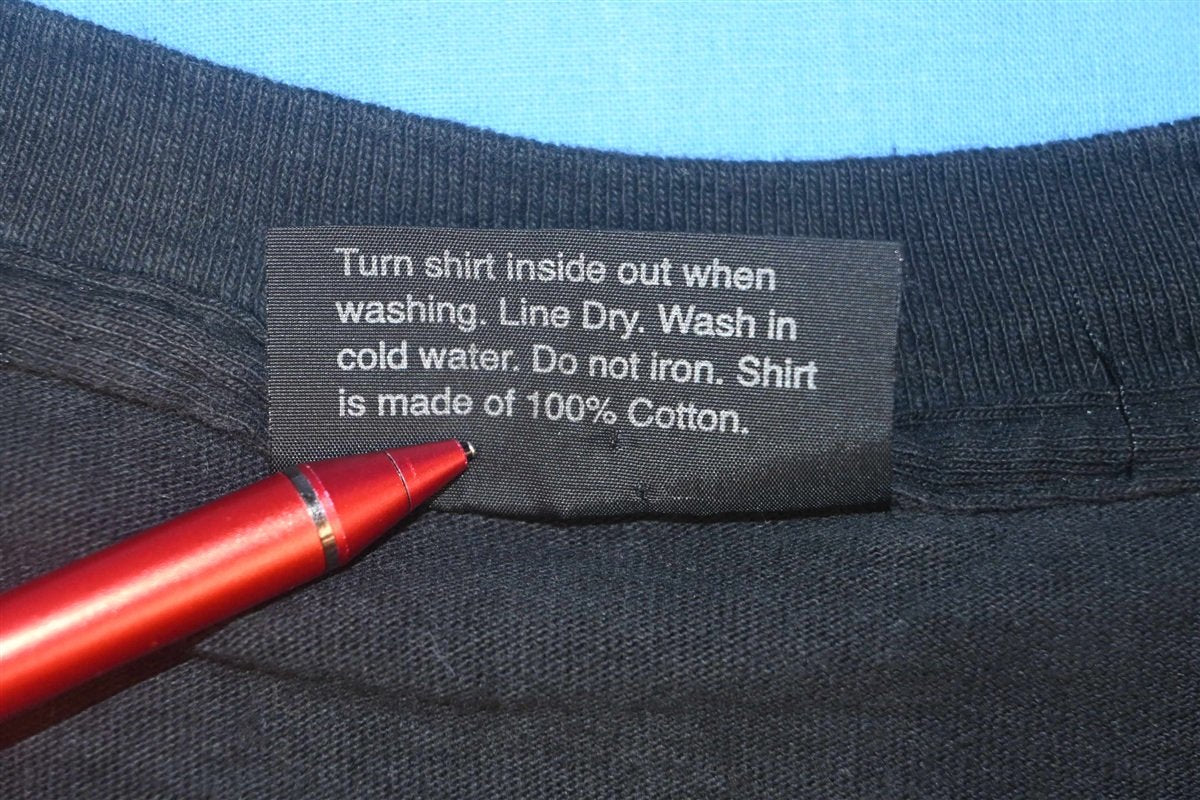 Turn shirt inside out when
washing. Line Dry. Wash in
cold water. Do not iron. Shirt
is made of 100% Cotton.